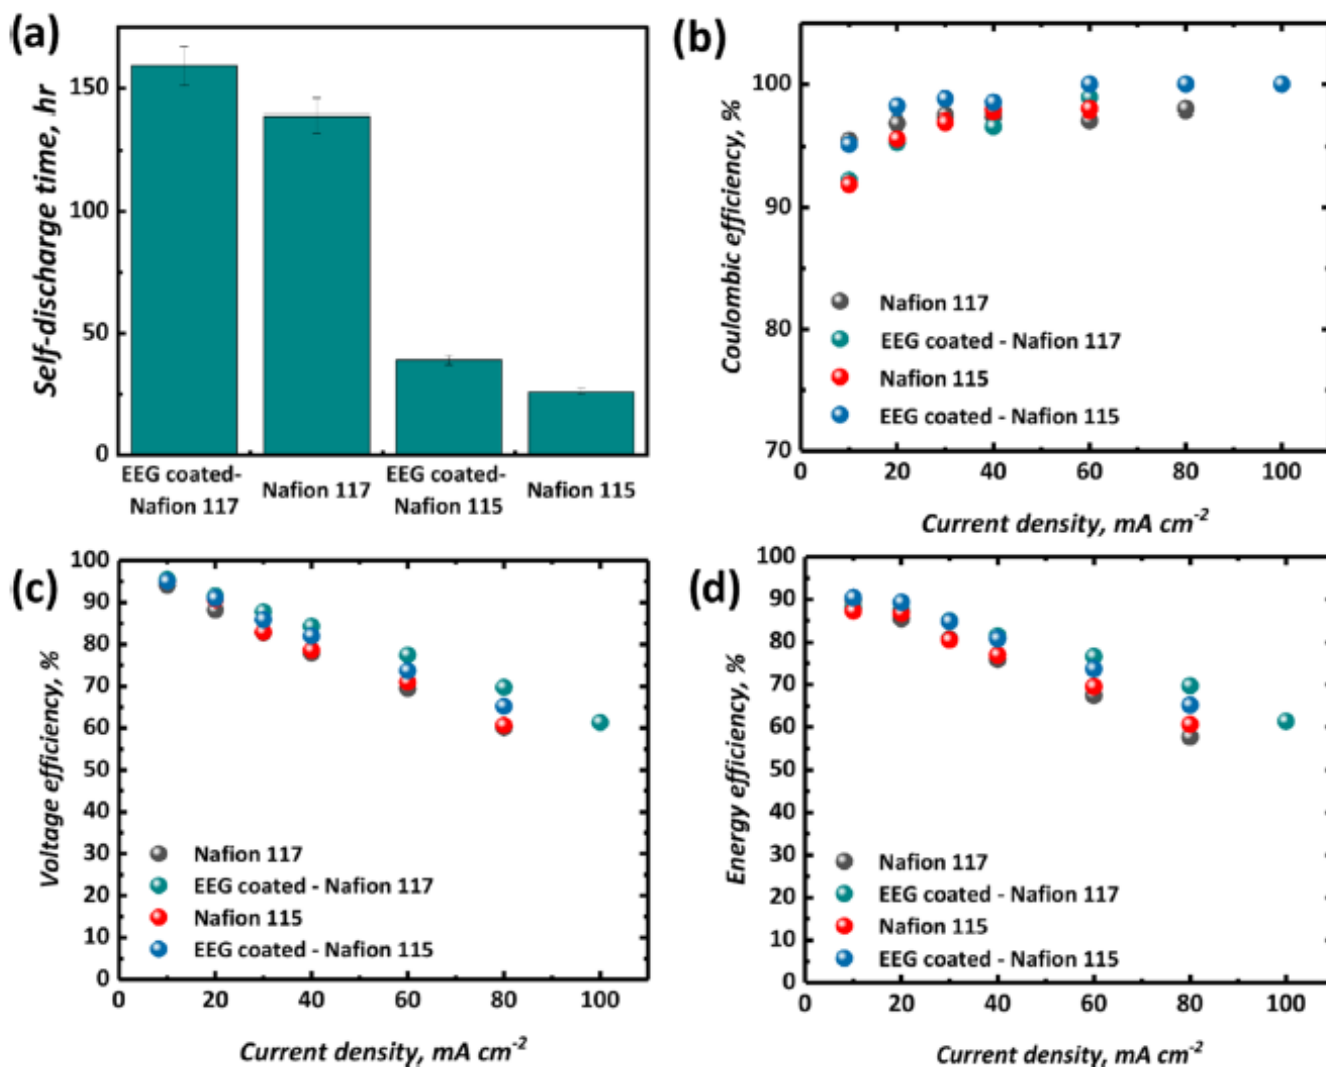 (a)
Self-discharge time, hr
150
100
50
0
EEG coated-
Nafion 117
Nafion 117
EEG coated-
Nafion 115
Nafion 115
(b)
Coulombic efficiency, %
100
90
80
70
Nafion 117
EEG coated - Nafion 117
Nafion 115
EEG coated - Nafion 115
0 20 40 60 80 100
Current density, mA cm-2
(c)
Voltage efficiency, %
100
90
80
70
60
50
40
30
20
10
0
Nafion 117
EEG coated - Nafion 117
Nafion 115
EEG coated - Nafion 115
0 20 40 60 80 100
Current density, mA cm-2
(d)
Energy efficiency, %
100
90
80
70
60
50
40
30
20
10
0
Nafion 117
EEG coated - Nafion 117
Nafion 115
EEG coated - Nafion 115
0 20 40 60 80 100
Current density, mA cm-2